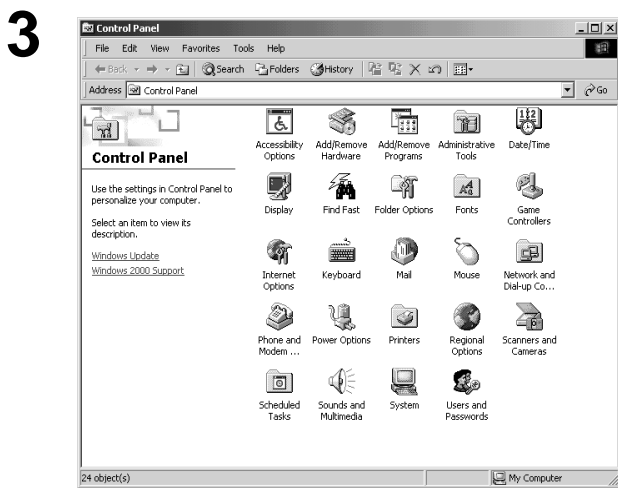 3
Control Panel
File Edit View Favorites Tools Help
Back Search Folders History
Address Control Panel Go
Control Panel
Use the settings in Control Panel to
personalize your computer.
Select an item to view its
description.
Windows Update
Windows 2000 Support
Accessibility
Options
Add/Remove
Hardware
Add/Remove
Programs
Administrative
Tools
Date/Time
Display
Find Fast
Folder Options
Fonts
Game
Controllers
Internet
Options
Keyboard
Mail
Mouse
Network and
Dial-up Co...
Phone and
Modem ...
Power Options
Printers
Regional
Options
Scanners and
Cameras
Scheduled
Tasks
Sounds and
Multimedia
System
Users and
Passwords
24 object(s)
My Computer